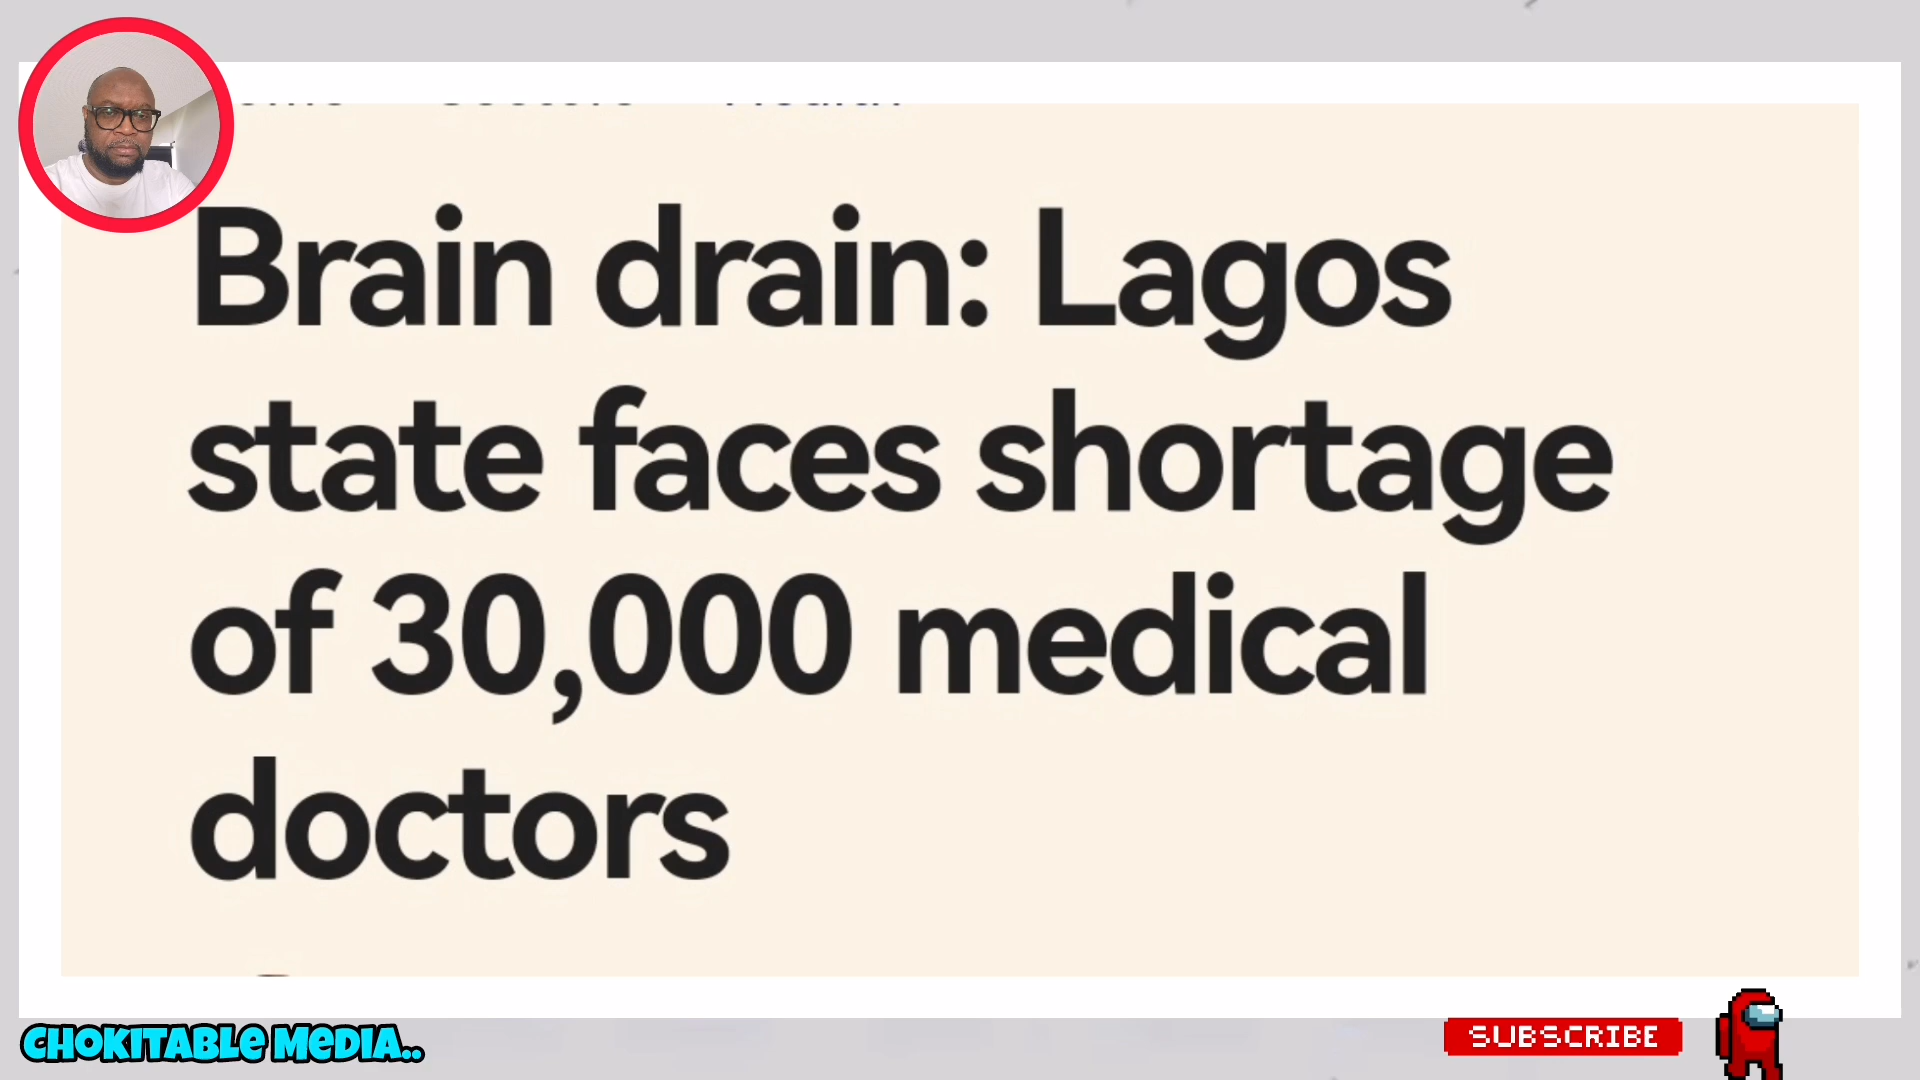 Brain drain: Lagos
state faces shortage
of 30,000 medical
doctors
CHOKITABLE MEDIA..
SUBSCRIBE